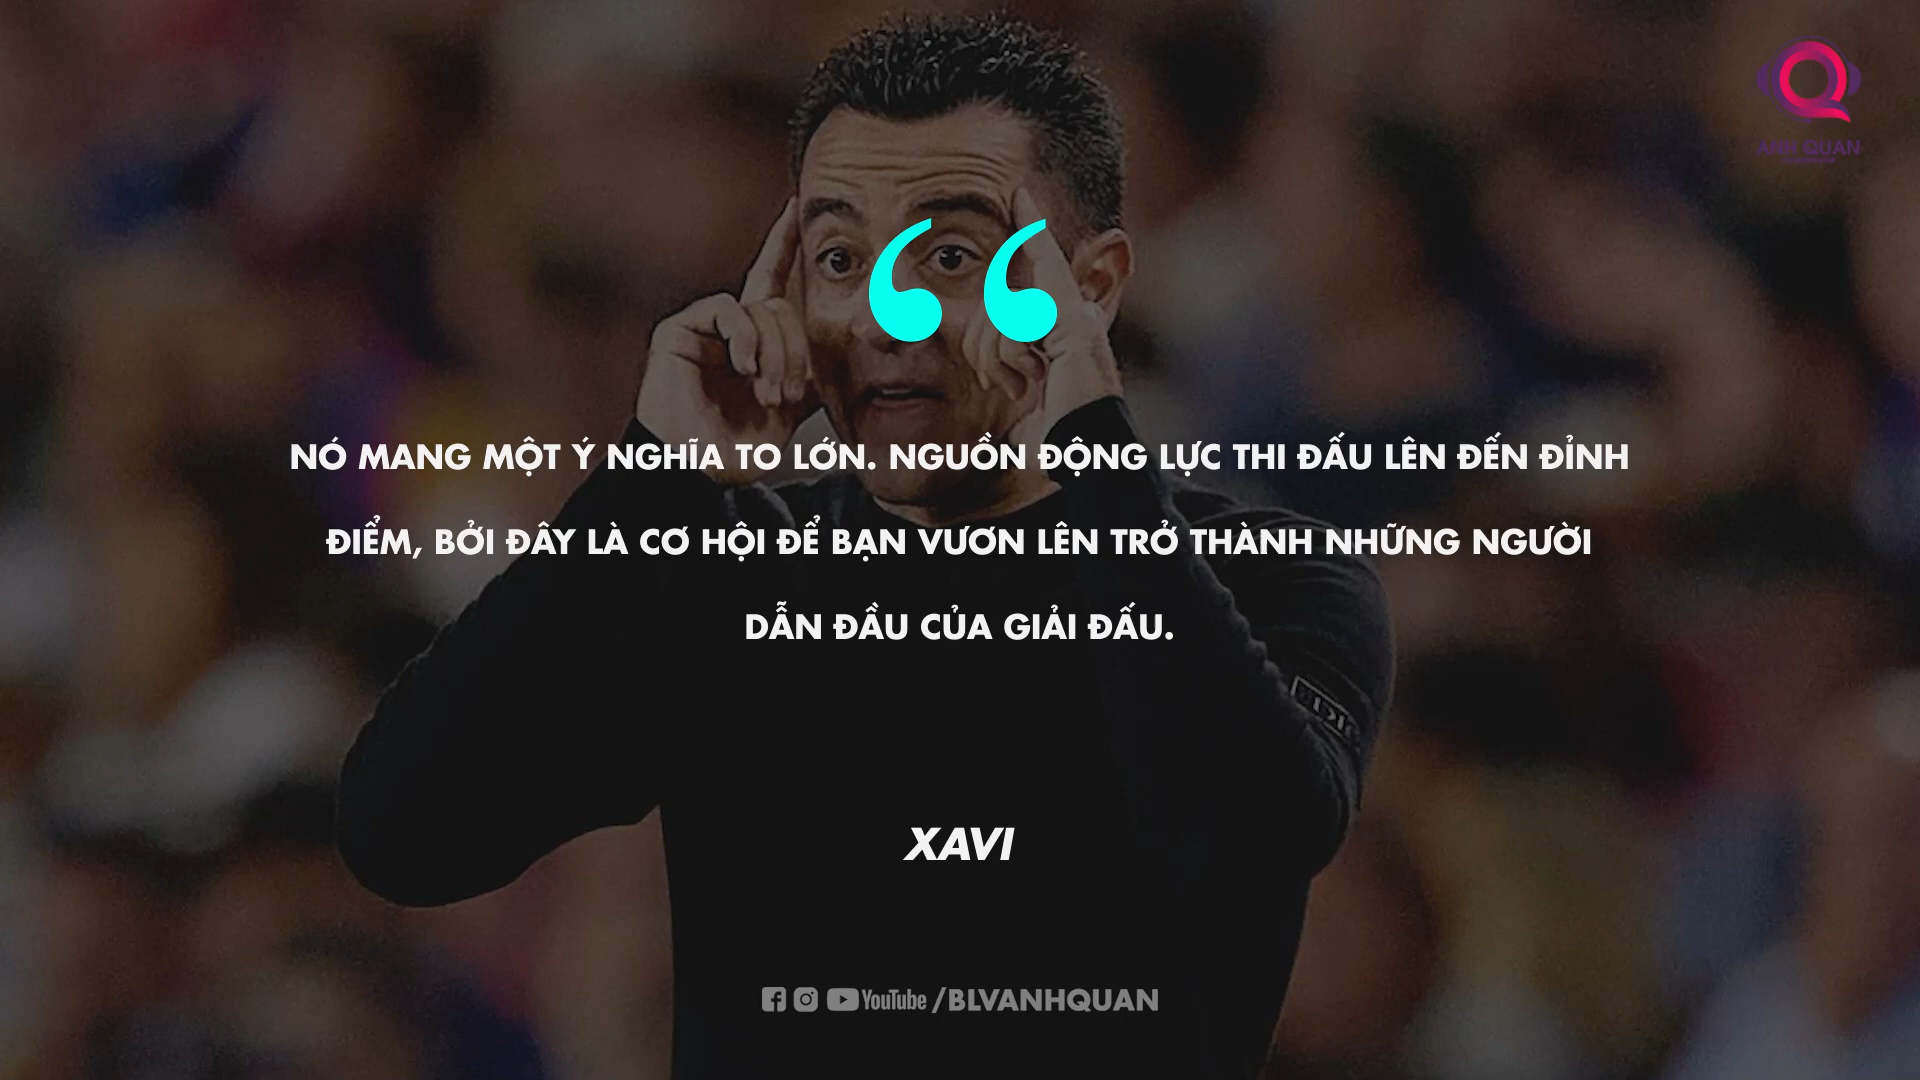 ANH QUAN
“
NÓ MANG MỘT Ý NGHĨA TO LỚN. NGUỒN ĐỘNG LỰC THI ĐẤU LÊN ĐẾN ĐỈNH
ĐIỂM, BỞI ĐÂY LÀ CƠ HỘI ĐỂ BẠN VƯƠN LÊN TRỞ THÀNH NHỮNG NGƯỜI
DẪN ĐẦU CỦA GIẢI ĐẤU.
XAVI
YouTube /BLVANHQUAN